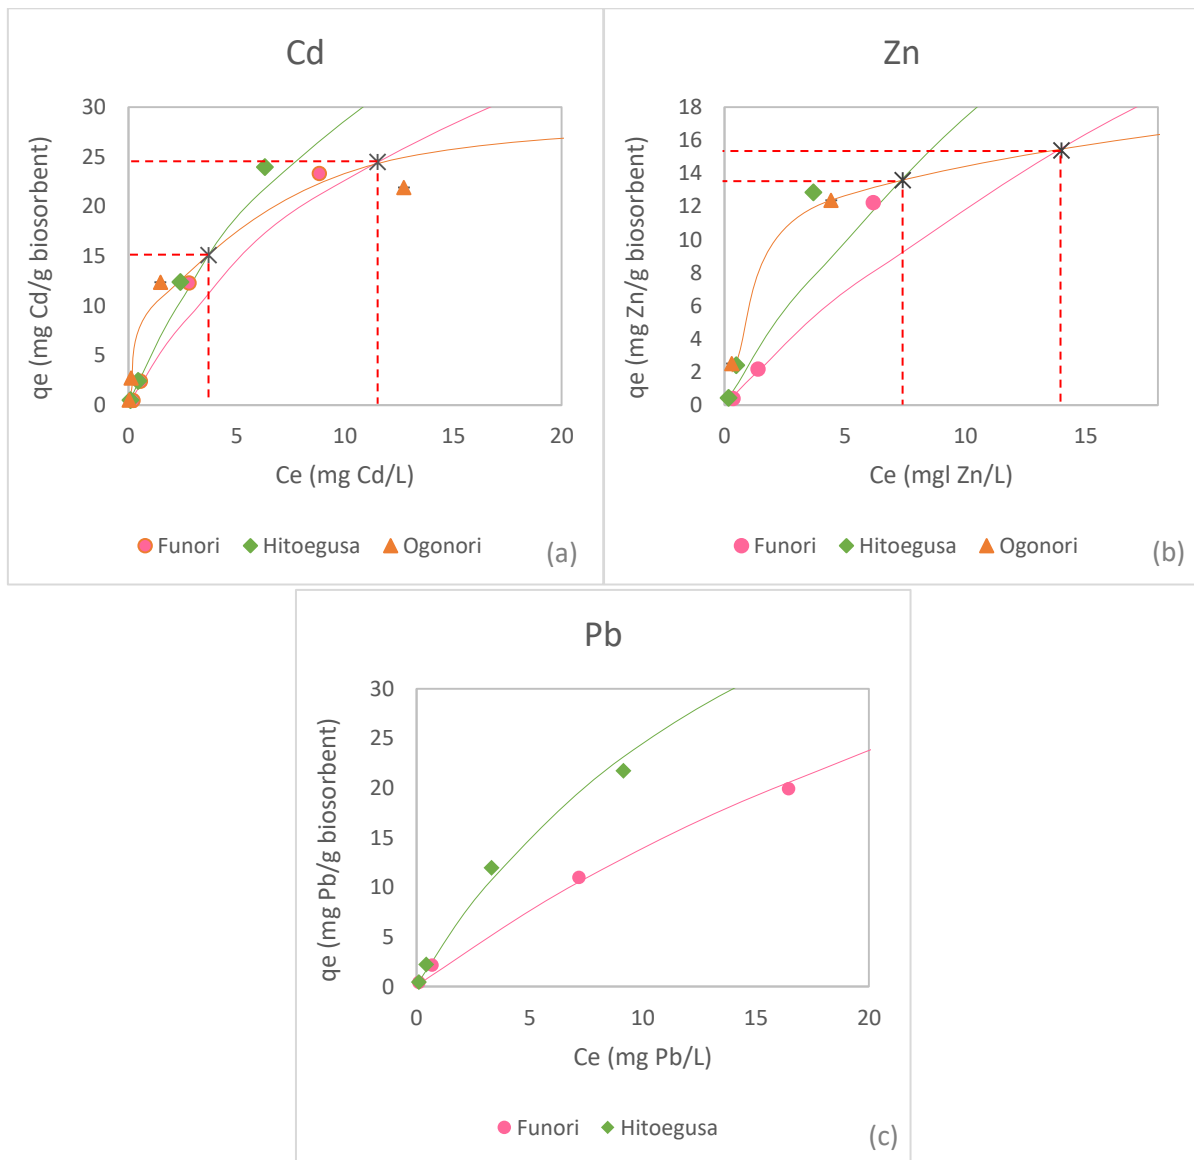 Cd
30
25
20
15
10
5
0
qe (mg Cd/g biosorbent)
0 5 10 15 20
Ce (mg Cd/L)
Funori Hitoegusa Ogonori
(a)
Zn
18
16
14
12
10
8
6
4
2
0
qe (mg Zn/g biosorbent)
0 5 10 15
Ce (mgl Zn/L)
Funori Hitoegusa Ogonori
(b)
Pb
30
25
20
15
10
5
0
qe (mg Pb/g biosorbent)
0 5 10 15 20
Ce (mg Pb/L)
Funori Hitoegusa
(c)